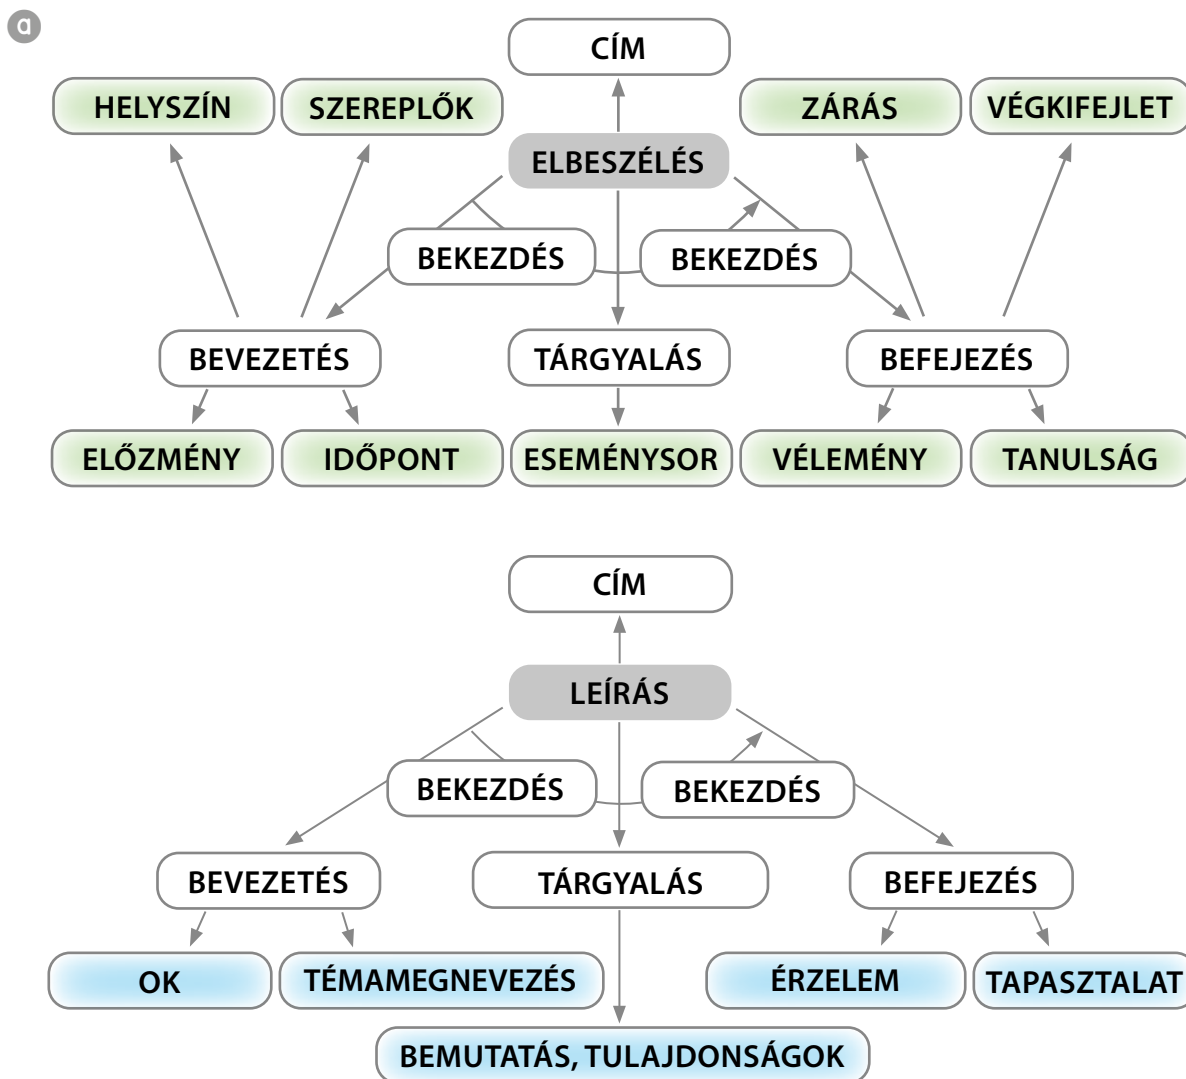 a
CÍM
HELYSZÍN
SZEREPLŐK
ZÁRÁS
VÉGKIFEJLET
ELBESZÉLÉS
BEKEZDÉS
BEKEZDÉS
BEVEZETÉS
TÁRGYALÁS
BEFEJEZÉS
ELŐZMÉNY
IDŐPONT
ESEMÉNYSOR
VÉLEMÉNY
TANULSÁG
CÍM
LEÍRÁS
BEKEZDÉS
BEKEZDÉS
BEVEZETÉS
TÁRGYALÁS
BEFEJEZÉS
OK
TÉMAMEGNEVEZÉS
ÉRZELEM
TAPASZTALAT
BEMUTATÁS, TULAJDONSÁGOK